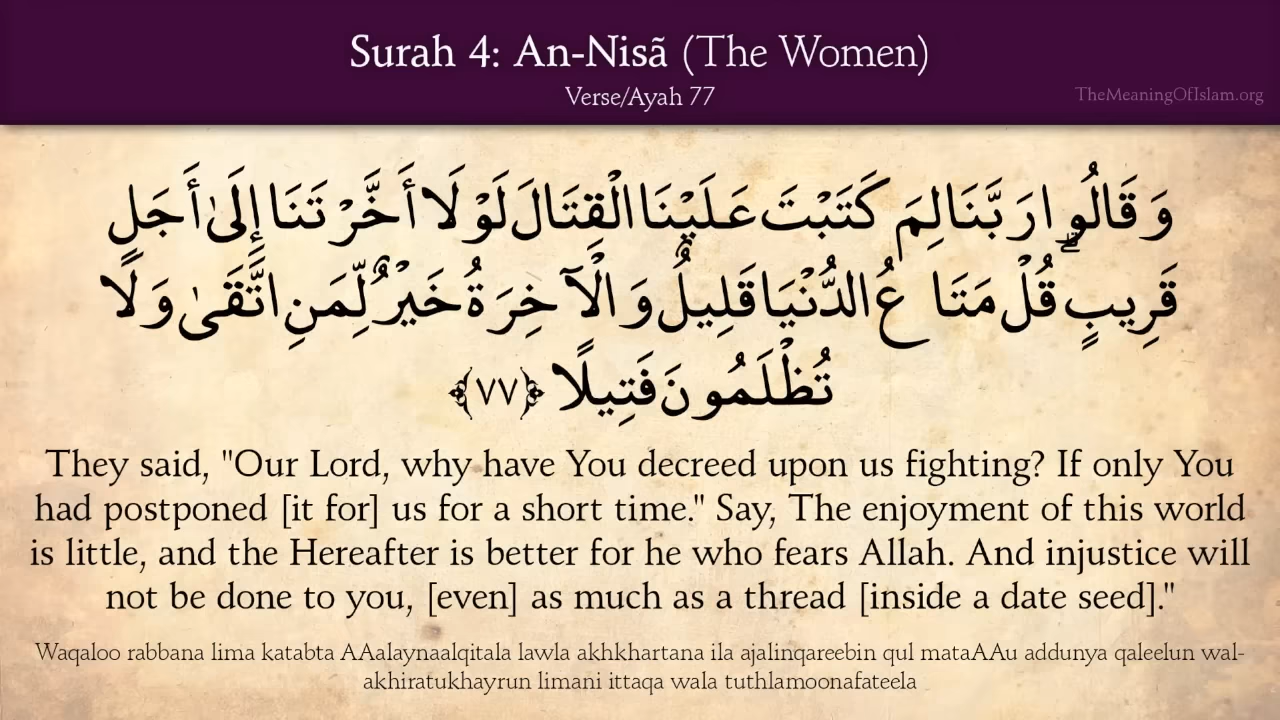 Surah 4: An-Nisã (The Women)
Verse/Ayah 77
TheMeaningOfIslam.org
وَقَالُوا رَبَّنَا لِمَ كَتَبْتَ عَلَيْنَا الْقِتَالَ لَوْلَا أَخَّرْتَنَا إِلَىٰ أَجَلٍ
قَرِيبٍ ۗ قُلْ مَتَاعُ الدُّنْيَا قَلِيلٌ وَالْآخِرَةُ خَيْرٌ لِّمَنِ اتَّقَىٰ وَلَا
تُظْلَمُونَ فَتِيلًا ﴿٧٧﴾
They said, "Our Lord, why have You decreed upon us fighting? If only You
had postponed [it for] us for a short time." Say, The enjoyment of this world
is little, and the Hereafter is better for he who fears Allah. And injustice will
not be done to you, [even] as much as a thread [inside a date seed]."
Waqaloo rabbana lima katabta AAalaynaalqitala lawla akhkhartana ila ajalinqareebin qul mataAAu addunya qaleelun wal-
akhiratukhayrun limani ittaqa wala tuthlamoonafateela